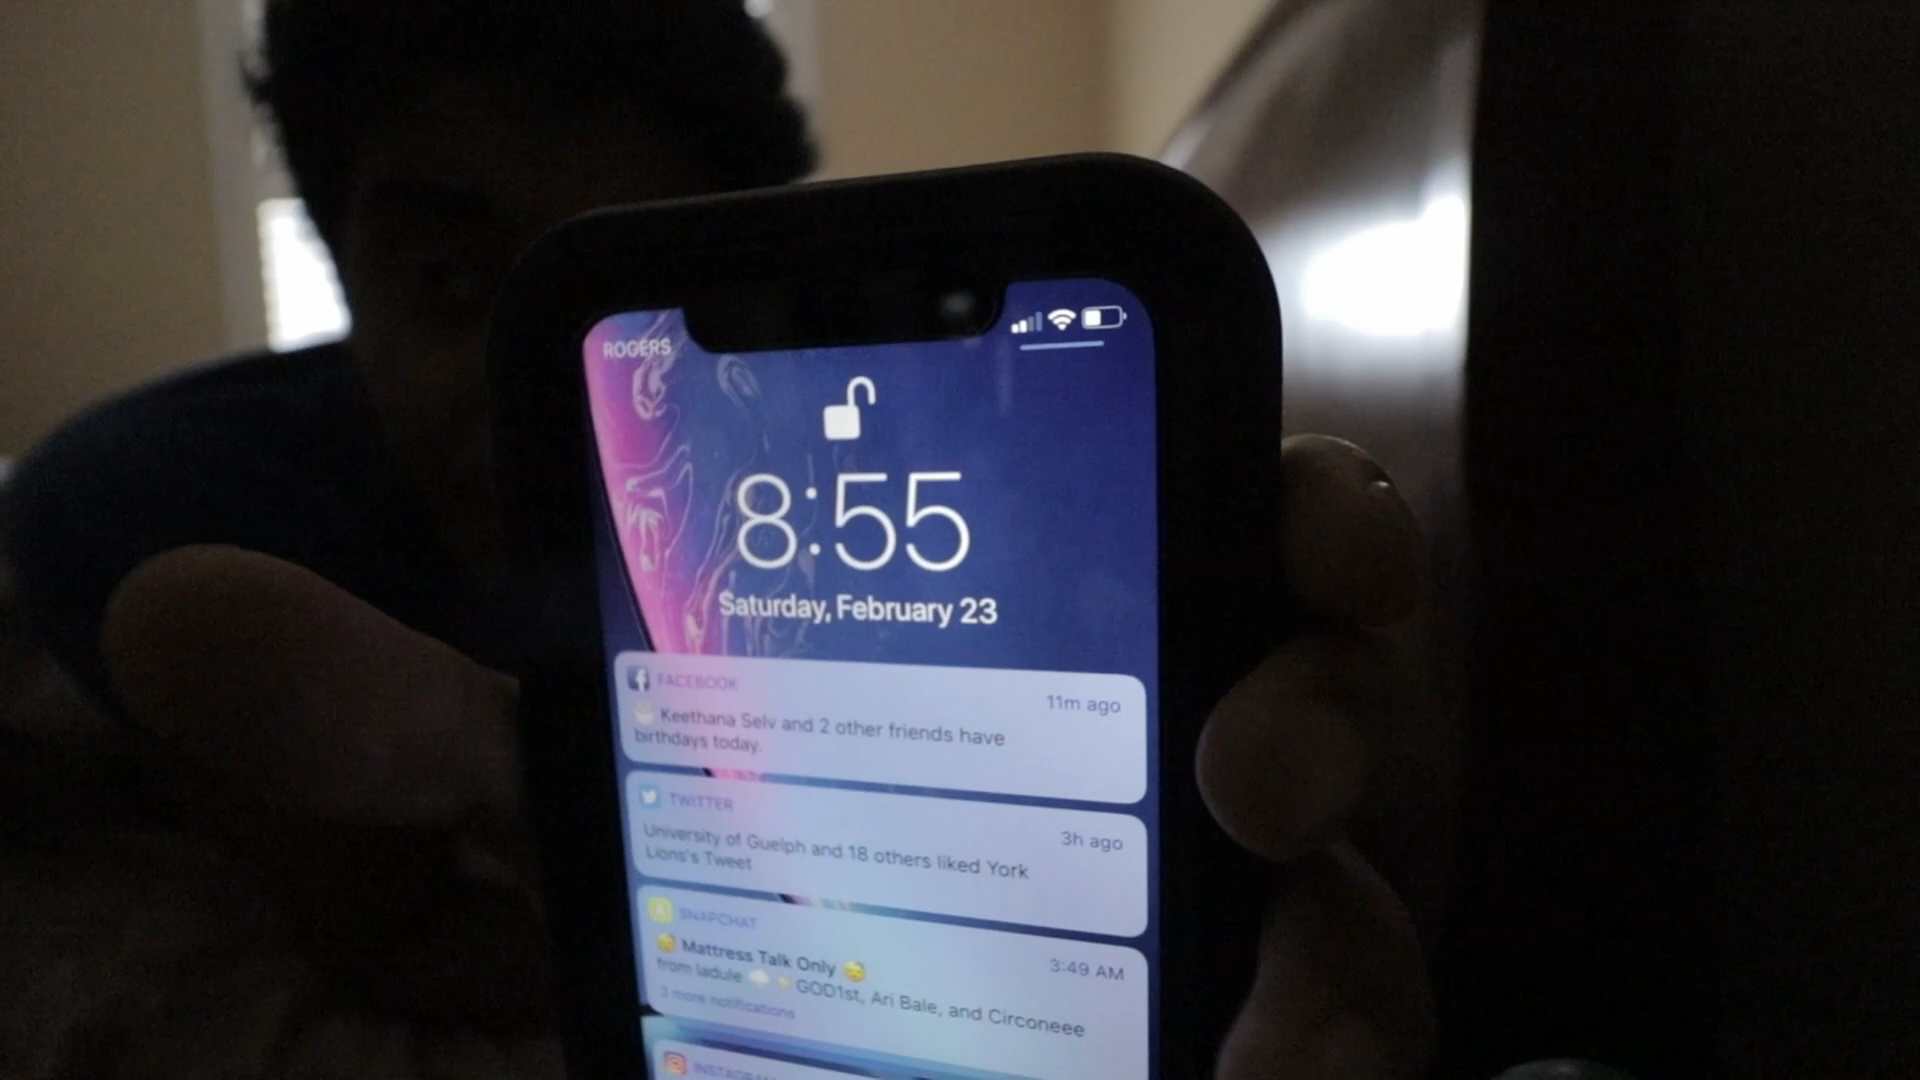 ROGERS
8:55
Saturday, February 23
FACEBOOK
11m ago
Keethana Selv and 2 other friends have
birthdays today.
TWITTER
3h ago
University of Guelph and 18 others liked York
Lions's Tweet
SNAPCHAT
3:49 AM
😴 Mattress Talk Only 😴
from ladule 🌩️ ✨ GOD1st, Ari Bale, and Circoneee
3 more notifications
INSTAGRAM